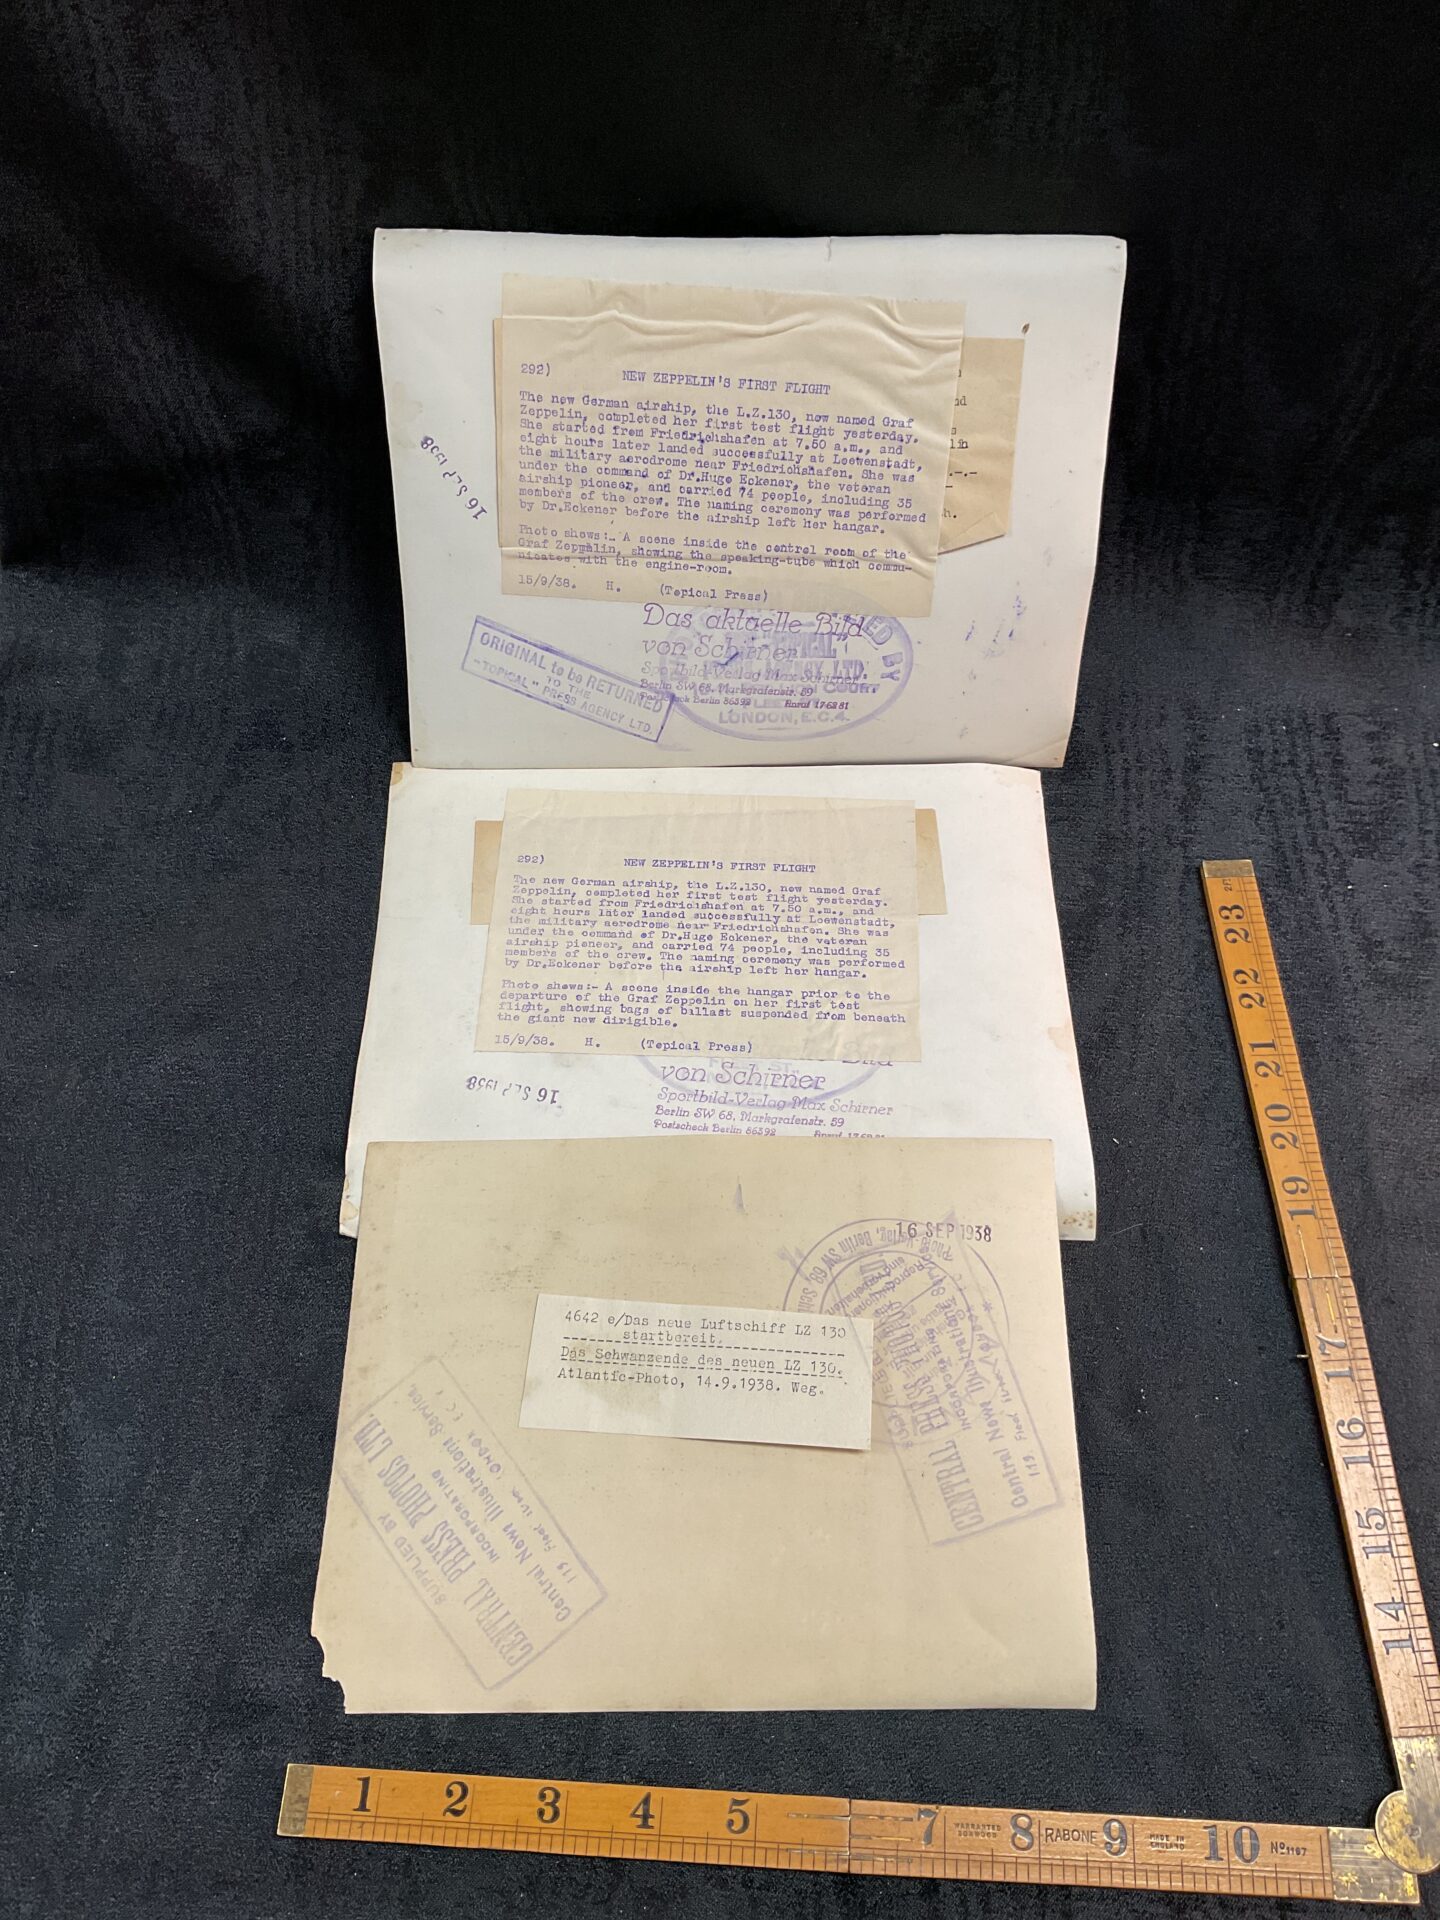 292)
NEW ZEPPELIN'S FIRST FLIGHT
The new German airship, the L.Z.130, now named Graf
Zeppelin, completed her first test flight yesterday.
She started from Friedrichshafen at 7.50 a.m., and
eight hours later landed successfully at Loewenstadt,
the military aerodrome near Friedrichshafen. She was
under the command of Dr.Hugo Eckener, the veteran
airship pioneer, and carried 74 people, including 35
members of the crew. The naming ceremony was performed
by Dr.Eckener before the airship left her hangar.
Photo shows:- A scene inside the control room of the
Graf Zeppelin, showing the speaking-tube which commu-
nicates with the engine-room.
15/9/38. H. (Topical Press)
16 SEP 1938
ORIGINAL to be RETURNED
TO THE
"TOPICAL" PRESS AGENCY LTD.
Das aktuelle Bild
von Schirner
Sportbild-Verlag Max Schirner
Berlin SW 68, Markgrafenstr. 59
Postscheck Berlin 86392 Anruf 176281
AGENCY, LTD.
COURT
LONDON, E.C.4.
292)
NEW ZEPPELIN'S FIRST FLIGHT
The new German airship, the L.Z.130, now named Graf
Zeppelin, completed her first test flight yesterday.
She started from Friedrichshafen at 7.50 a.m., and
eight hours later landed successfully at Loewenstadt,
the military aerodrome near Friedrichshafen. She was
under the command of Dr.Hugo Eckener, the veteran
airship pioneer, and carried 74 people, including 35
members of the crew. The naming ceremony was performed
by Dr.Eckener before the airship left her hangar.
Photo shows:- A scene inside the hangar prior to the
departure of the Graf Zeppelin on her first test
flight, showing bags of ballast suspended from beneath
the giant new dirigible.
15/9/38. H. (Topical Press)
16 SEP 1938
Bild
von Schirner
Sportbild-Verlag Max Schirner
Berlin SW 68, Markgrafenstr. 59
Postscheck Berlin 86392
16 SEP 1938
4642 e/Das neue Luftschiff LZ 130
startbereit.
Das Schwanzende des neuen LZ 130.
Atlantic-Photo, 14.9.1938. Weg.
SUPPLIED BY
CENTRAL PRESS PHOTOS LTD.
INCORPORATING
Central News Illustrations Service,
119, Fleet
CENTRAL PRESS PHOTOS LTD.
INCORPORATING
Central News Illustrations
119, Fleet
1 2 3 4 5 7 8 9 10
WARRANTED
BOXWOOD
RABONE
MADE IN
ENGLAND
No 1167
14 15 16 17 19 20 21 22 23